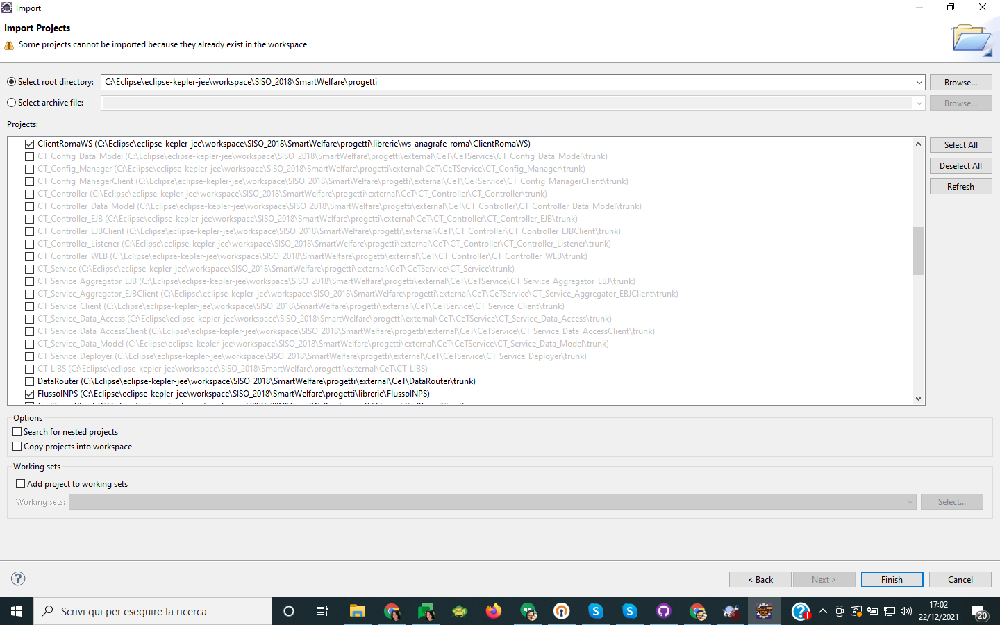 Import
Import Projects
Some projects cannot be imported because they already exist in the workspace
Select root directory: C:\Eclipse\eclipse-kepler-jee\workspace\SISO_2018\SmartWelfare\progetti Browse...
Select archive file: Browse...
Projects:
ClientRomaWS (C:\Eclipse\eclipse-kepler-jee\workspace\SISO_2018\SmartWelfare\progetti\librerie\ws-anagrafe-roma\ClientRomaWS)
CT_Config_Data_Model (C:\Eclipse\eclipse-kepler-jee\workspace\SISO_2018\SmartWelfare\progetti\external\CeT\CeTService\CT_Config_Data_Model\trunk)
CT_Config_Manager (C:\Eclipse\eclipse-kepler-jee\workspace\SISO_2018\SmartWelfare\progetti\external\CeT\CeTService\CT_Config_Manager\trunk)
CT_Config_ManagerClient (C:\Eclipse\eclipse-kepler-jee\workspace\SISO_2018\SmartWelfare\progetti\external\CeT\CeTService\CT_Config_ManagerClient\trunk)
CT_Controller (C:\Eclipse\eclipse-kepler-jee\workspace\SISO_2018\SmartWelfare\progetti\external\CeT\CT_Controller\CT_Controller\trunk)
CT_Controller_Data_Model (C:\Eclipse\eclipse-kepler-jee\workspace\SISO_2018\SmartWelfare\progetti\external\CeT\CT_Controller\CT_Controller_Data_Model\trunk)
CT_Controller_EJB (C:\Eclipse\eclipse-kepler-jee\workspace\SISO_2018\SmartWelfare\progetti\external\CeT\CT_Controller\CT_Controller_EJB\trunk)
CT_Controller_EJBClient (C:\Eclipse\eclipse-kepler-jee\workspace\SISO_2018\SmartWelfare\progetti\external\CeT\CT_Controller\CT_Controller_EJBClient\trunk)
CT_Controller_Listener (C:\Eclipse\eclipse-kepler-jee\workspace\SISO_2018\SmartWelfare\progetti\external\CeT\CT_Controller\CT_Controller_Listener\trunk)
CT_Controller_WEB (C:\Eclipse\eclipse-kepler-jee\workspace\SISO_2018\SmartWelfare\progetti\external\CeT\CT_Controller\CT_Controller_WEB\trunk)
CT_Service (C:\Eclipse\eclipse-kepler-jee\workspace\SISO_2018\SmartWelfare\progetti\external\CeT\CeTService\CT_Service\trunk)
CT_Service_Aggregator_EJB (C:\Eclipse\eclipse-kepler-jee\workspace\SISO_2018\SmartWelfare\progetti\external\CeT\CeTService\CT_Service_Aggregator_EBJ\trunk)
CT_Service_Aggregator_EJBClient (C:\Eclipse\eclipse-kepler-jee\workspace\SISO_2018\SmartWelfare\progetti\external\CeT\CeTService\CT_Service_Aggregator_EBJClient\trunk)
CT_Service_Client (C:\Eclipse\eclipse-kepler-jee\workspace\SISO_2018\SmartWelfare\progetti\external\CeT\CeTService\CT_Service_Client\trunk)
CT_Service_Data_Access (C:\Eclipse\eclipse-kepler-jee\workspace\SISO_2018\SmartWelfare\progetti\external\CeT\CeTService\CT_Service_Data_Access\trunk)
CT_Service_Data_AccessClient (C:\Eclipse\eclipse-kepler-jee\workspace\SISO_2018\SmartWelfare\progetti\external\CeT\CeTService\CT_Service_Data_AccessClient\trunk)
CT_Service_Data_Model (C:\Eclipse\eclipse-kepler-jee\workspace\SISO_2018\SmartWelfare\progetti\external\CeT\CeTService\CT_Service_Data_Model\trunk)
CT_Service_Deployer (C:\Eclipse\eclipse-kepler-jee\workspace\SISO_2018\SmartWelfare\progetti\external\CeT\CeTService\CT_Service_Deployer\trunk)
CT-LIBS (C:\Eclipse\eclipse-kepler-jee\workspace\SISO_2018\SmartWelfare\progetti\external\CeT\CT-LIBS)
DataRouter (C:\Eclipse\eclipse-kepler-jee\workspace\SISO_2018\SmartWelfare\progetti\external\CeT\DataRouter\trunk)
FlussoINPS (C:\Eclipse\eclipse-kepler-jee\workspace\SISO_2018\SmartWelfare\progetti\librerie\FlussoINPS)
Select All
Deselect All
Refresh
Options
Search for nested projects
Copy projects into workspace
Working sets
Add project to working sets
Working sets: Select...
< Back Next > Finish Cancel
Scrivi qui per eseguire la ricerca
17:02
22/12/2021
20